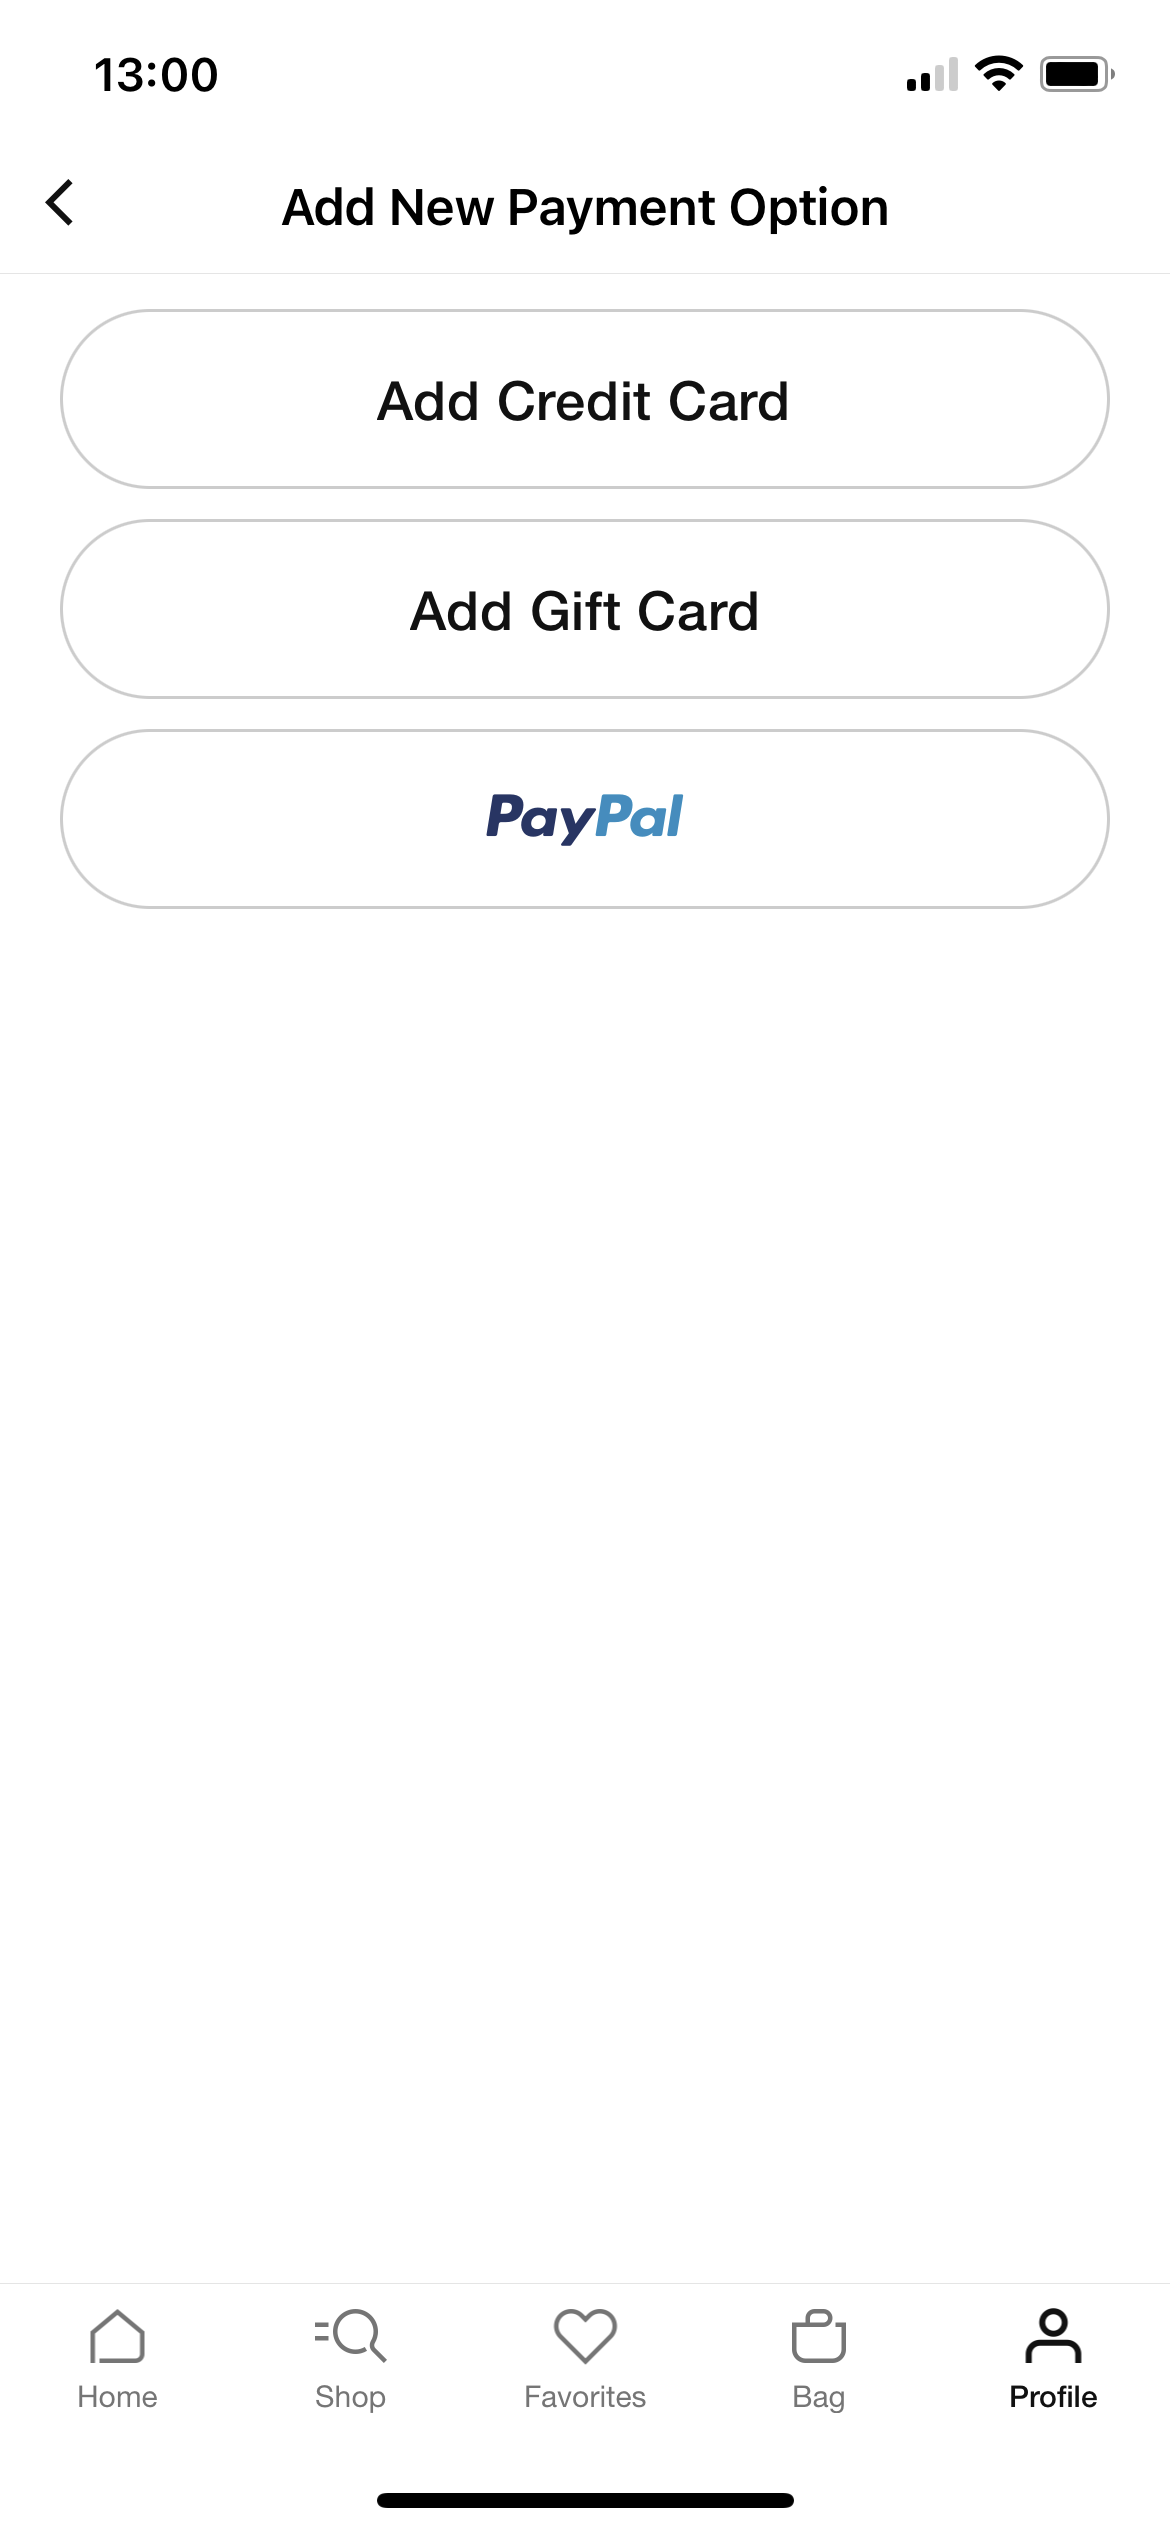 13:00
Add New Payment Option
Add Credit Card
Add Gift Card
PayPal
Home
Shop
Favorites
Bag
Profile